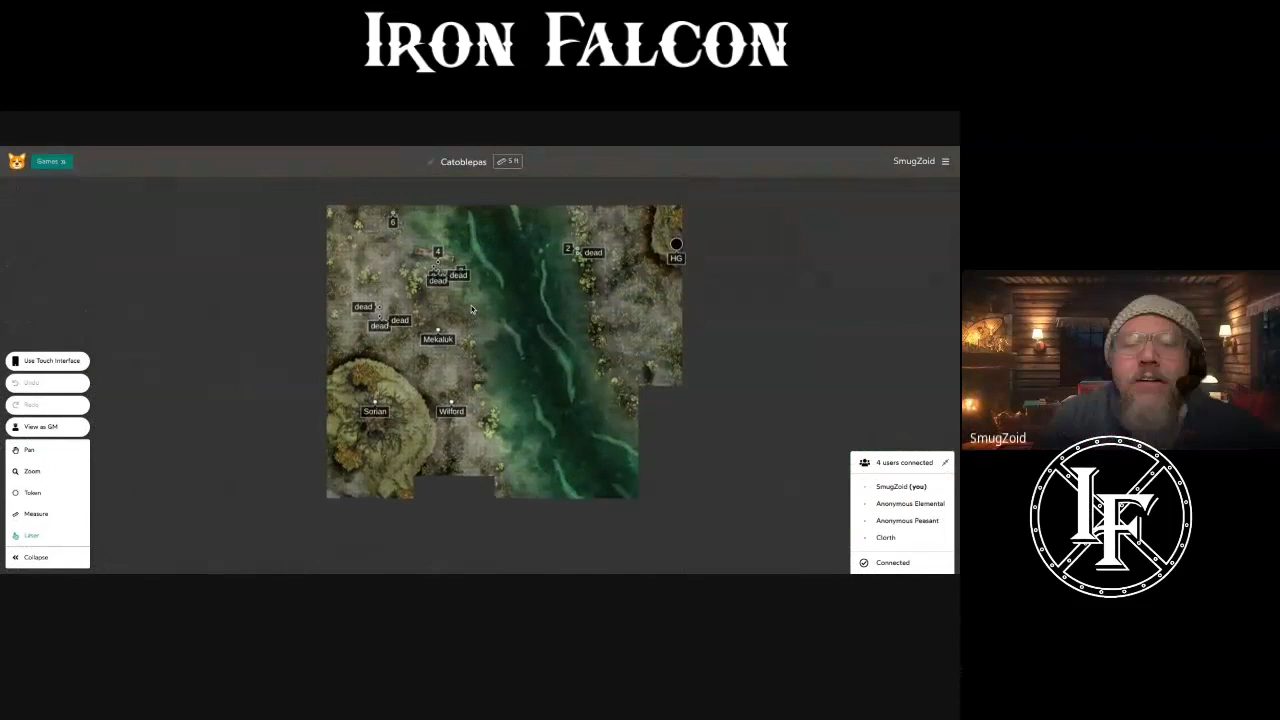 IRON FALCON
Games »
Catoblepas
5 ft
SmugZoid
6
4
2
dead
HG
dead
dead
dead
dead
dead
Mekaluk
Sorian
Wilford
Use Touch Interface
Undo
Redo
View as GM
Pan
Zoom
Token
Measure
Laser
Collapse
4 users connected
SmugZoid (you)
Anonymous Elemental
Anonymous Peasant
Clorth
Connected
SmugZoid
IF